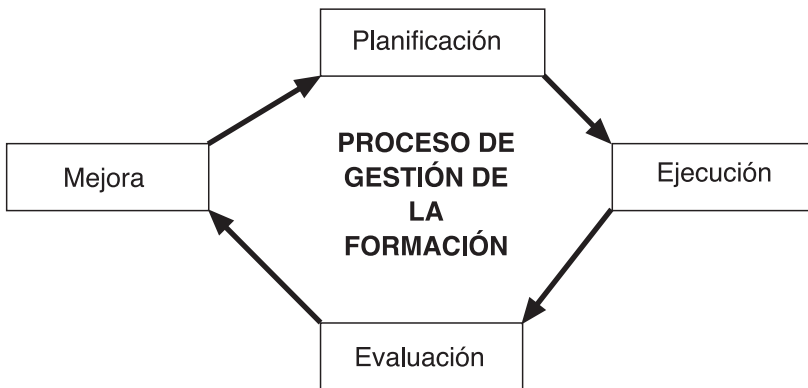 Planificación
PROCESO DE
GESTIÓN DE
LA
FORMACIÓN
Mejora
Ejecución
Evaluación